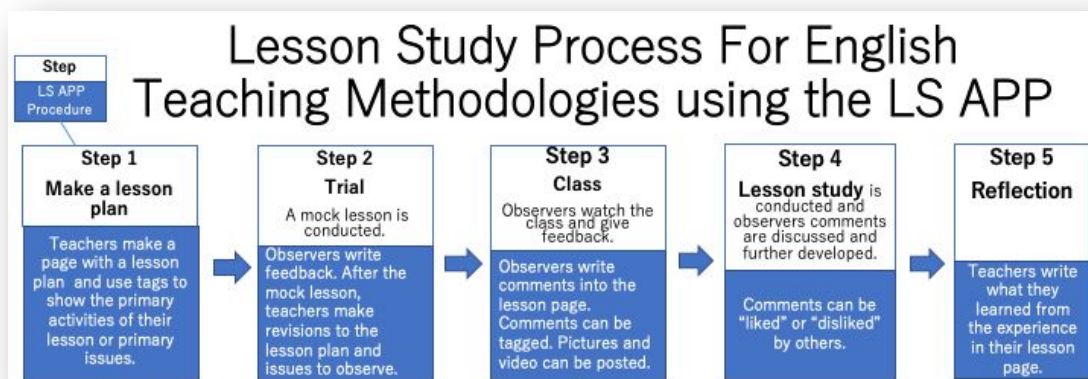 Lesson Study Process For English
Teaching Methodologies using the LS APP
Step
LS APP
Procedure
Step 1
Make a lesson
plan
Teachers make a
page with a lesson
plan and use tags to
show the primary
activities of their
lesson or primary
issues.
Step 2
Trial
A mock lesson is
conducted.
Observers write
feedback. After the
mock lesson,
teachers make
revisions to the
lesson plan and
issues to observe.
Step 3
Class
Observers watch the
class and give
feedback.
Observers write
comments into the
lesson page.
Comments can be
tagged. Pictures and
video can be posted.
Step 4
Lesson study is
conducted and
observers comments
are discussed and
further developed.
Comments can be
“liked” or “disliked”
by others.
Step 5
Reflection
Teachers write
what they
learned from
the experience
in their lesson
page.